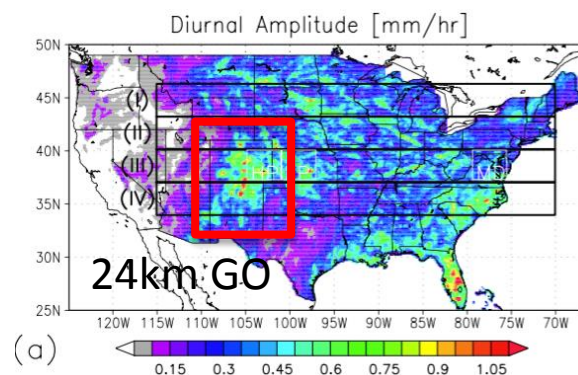 Diurnal Amplitude [mm/hr]
50N
45N
(I)
(II)
40N
(III)
35N
(IV)
30N
24km GO
25N
120W 115W 110W 105W 100W 95W 90W 85W 80W 75W 70W
(a)
0.15 0.3 0.45 0.6 0.75 0.9 1.05